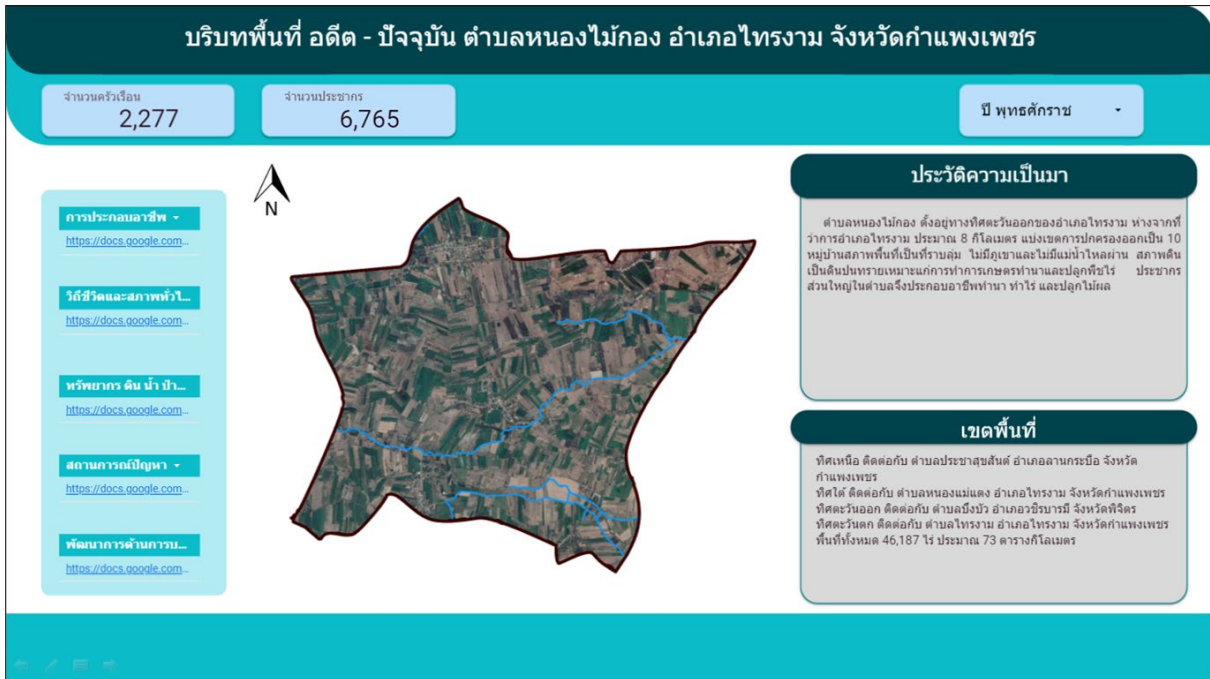 บริบทพื้นที่ อดีต - ปัจจุบัน ตำบลหนองไม้กอง อำเภอไทรงาม จังหวัดกำแพงเพชร
จำนวนครัวเรือน
2,277
จำนวนประชากร
6,765
ปี พุทธศักราช
N
การประกอบอาชีพ
https://docs.google.com...
วิถีชีวิตและสภาพทั่วไ...
https://docs.google.com...
ทรัพยากร ดิน น้ำ ป่า...
https://docs.google.com...
สถานการณ์ปัญหา
https://docs.google.com...
พัฒนาการด้านการบ...
https://docs.google.com...
ประวัติความเป็นมา
ตำบลหนองไม้กอง ตั้งอยู่ทางทิศตะวันออกของอำเภอไทรงาม ห่างจากที่
ว่าการอำเภอไทรงาม ประมาณ 8 กิโลเมตร แบ่งเขตการปกครองออกเป็น 10
หมู่บ้านสภาพพื้นที่เป็นที่ราบลุ่ม ไม่มีภูเขาและไม่มีแม่น้ำไหลผ่าน สภาพดิน
เป็นดินปนทรายเหมาะแก่การทำการเกษตรทำนาและปลูกพืชไร่ ประชากร
ส่วนใหญ่ในตำบลจึงประกอบอาชีพทำนา ทำไร่ และปลูกไม้ผล
เขตพื้นที่
ทิศเหนือ ติดต่อกับ ตำบลประชาสุขสันต์ อำเภอลานกระบือ จังหวัด
กำแพงเพชร
ทิศใต้ ติดต่อกับ ตำบลหนองแม่แตง อำเภอไทรงาม จังหวัดกำแพงเพชร
ทิศตะวันออก ติดต่อกับ ตำบลบึงบัว อำเภอวชิรบารมี จังหวัดพิจิตร
ทิศตะวันตก ติดต่อกับ ตำบลไทรงาม อำเภอไทรงาม จังหวัดกำแพงเพชร
พื้นที่ทั้งหมด 46,187 ไร่ ประมาณ 73 ตารางกิโลเมตร